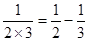 1/(2×3) = 1/2 − 1/3